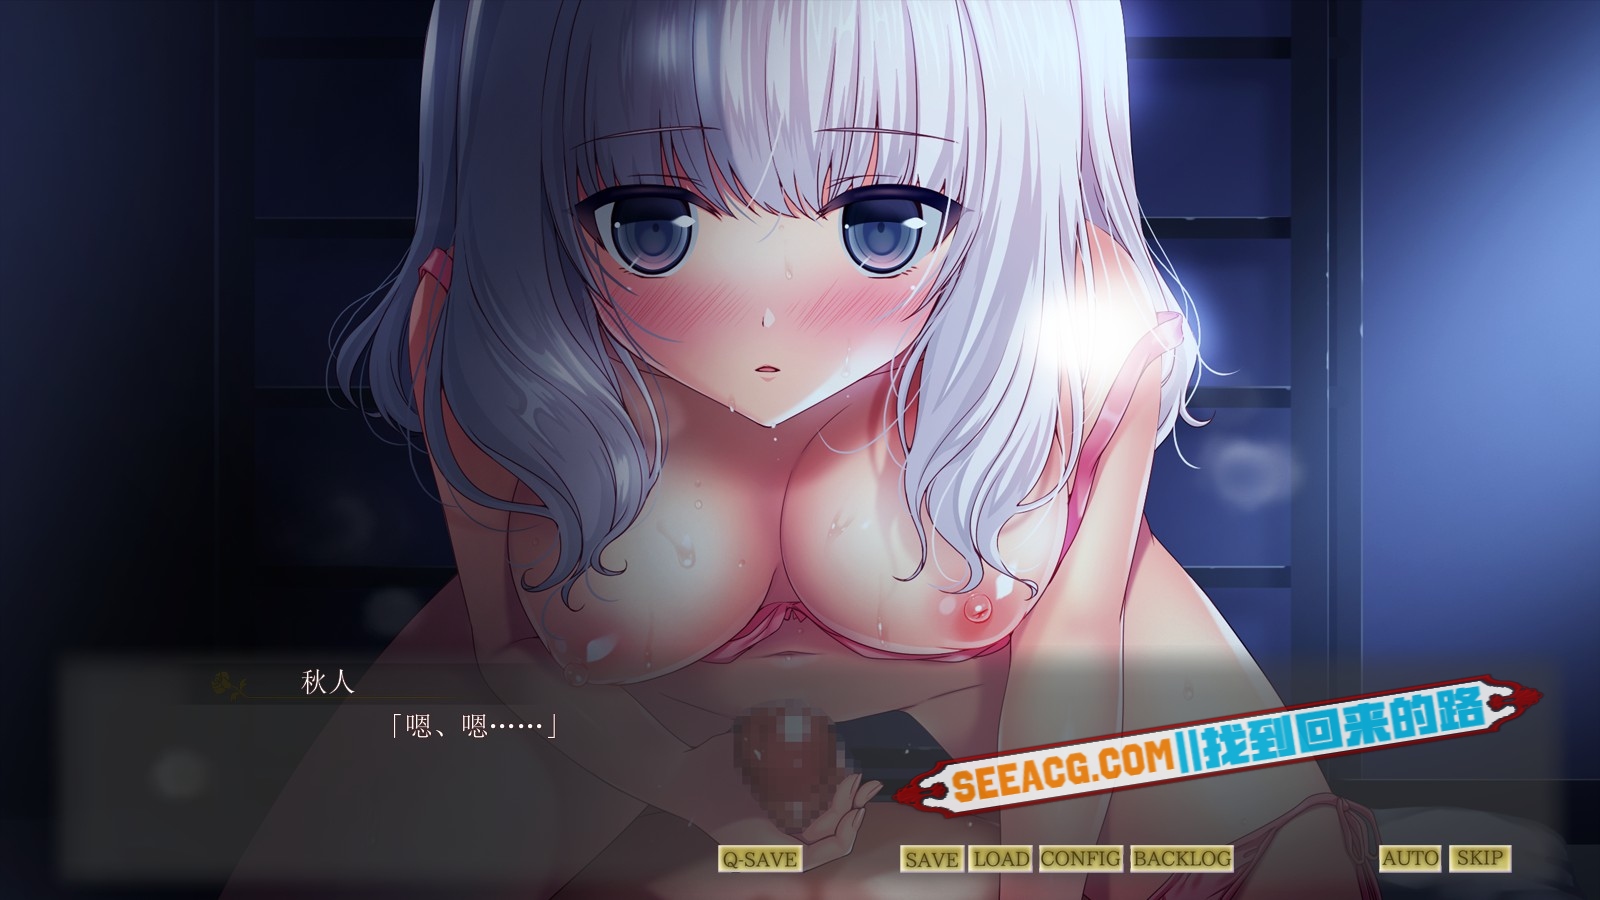 秋人
「嗯、嗯……」
SEEACG.COM||找到回来的路
Q-SAVE
SAVE
LOAD
CONFIG
BACKLOG
AUTO
SKIP